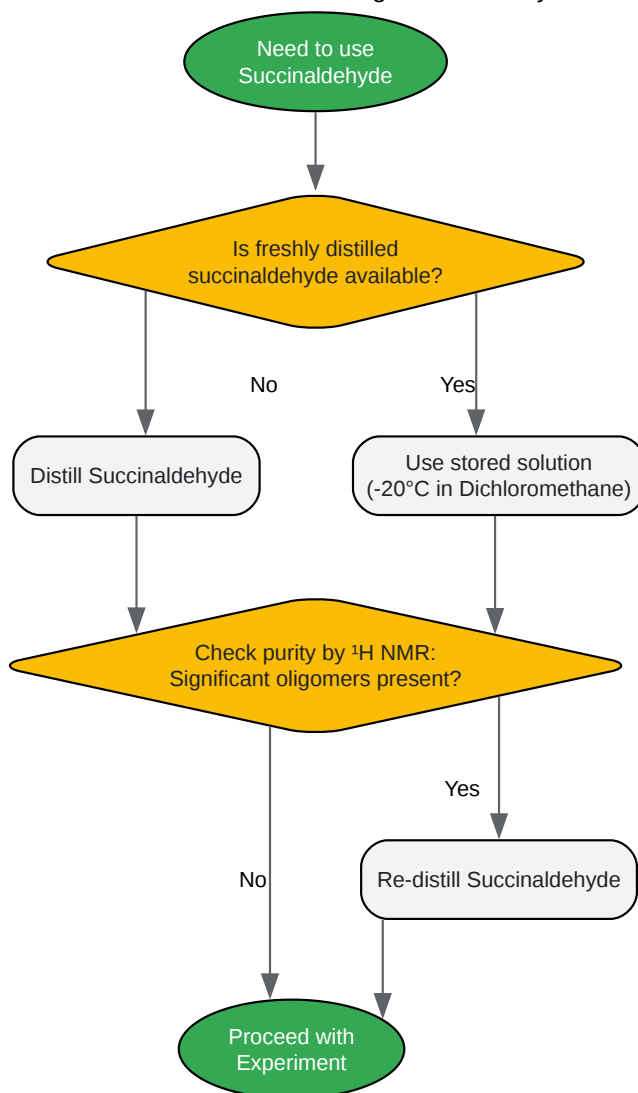 Need to use
Succinaldehyde
Is freshly distilled
succinaldehyde available?
No
Yes
Distill Succinaldehyde
Use stored solution
(-20°C in Dichloromethane)
Check purity by ¹H NMR:
Significant oligomers present?
Yes
Re-distill Succinaldehyde
No
Proceed with
Experiment